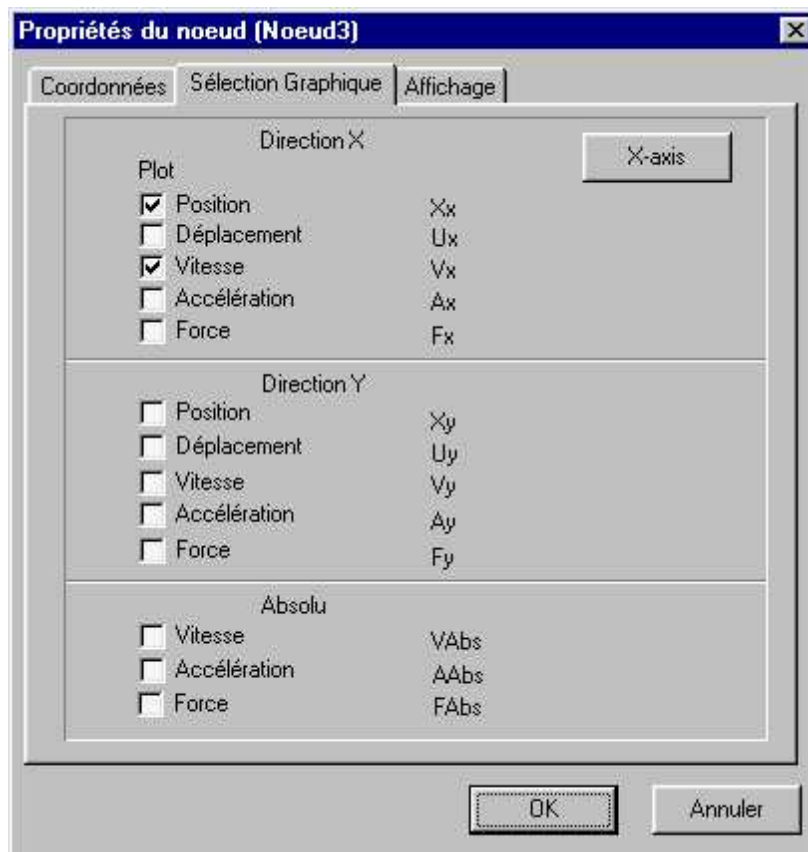 Propriétés du noeud (Noeud3)
Coordonnées Sélection Graphique Affichage
Direction X
X-axis
Plot
Position Xx
Déplacement Ux
Vitesse Vx
Accélération Ax
Force Fx
Direction Y
Position Xy
Déplacement Uy
Vitesse Vy
Accélération Ay
Force Fy
Absolu
Vitesse VAbs
Accélération AAbs
Force FAbs
OK Annuler